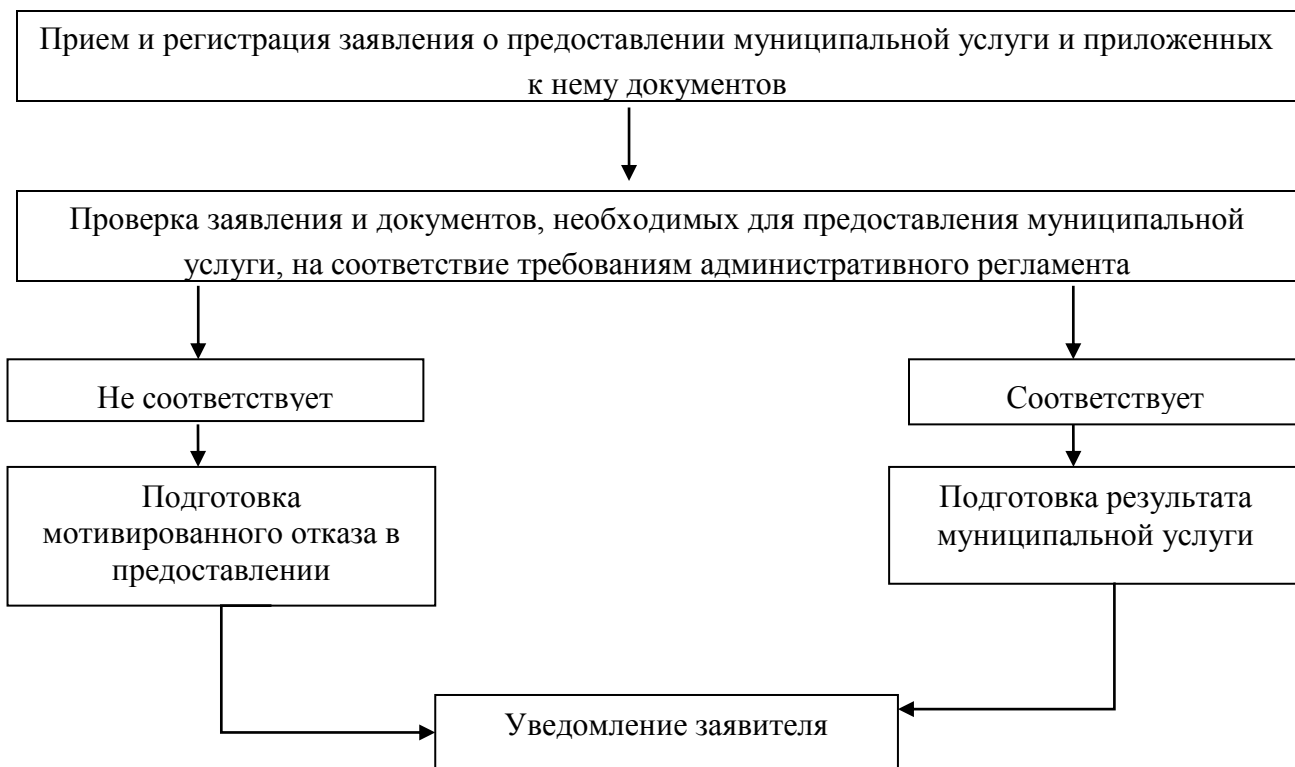 Прием и регистрация заявления о предоставлении муниципальной услуги и приложенных
к нему документов
Проверка заявления и документов, необходимых для предоставления муниципальной
услуги, на соответствие требованиям административного регламента
Не соответствует
Соответствует
Подготовка
мотивированного отказа в
предоставлении
Подготовка результата
муниципальной услуги
Уведомление заявителя